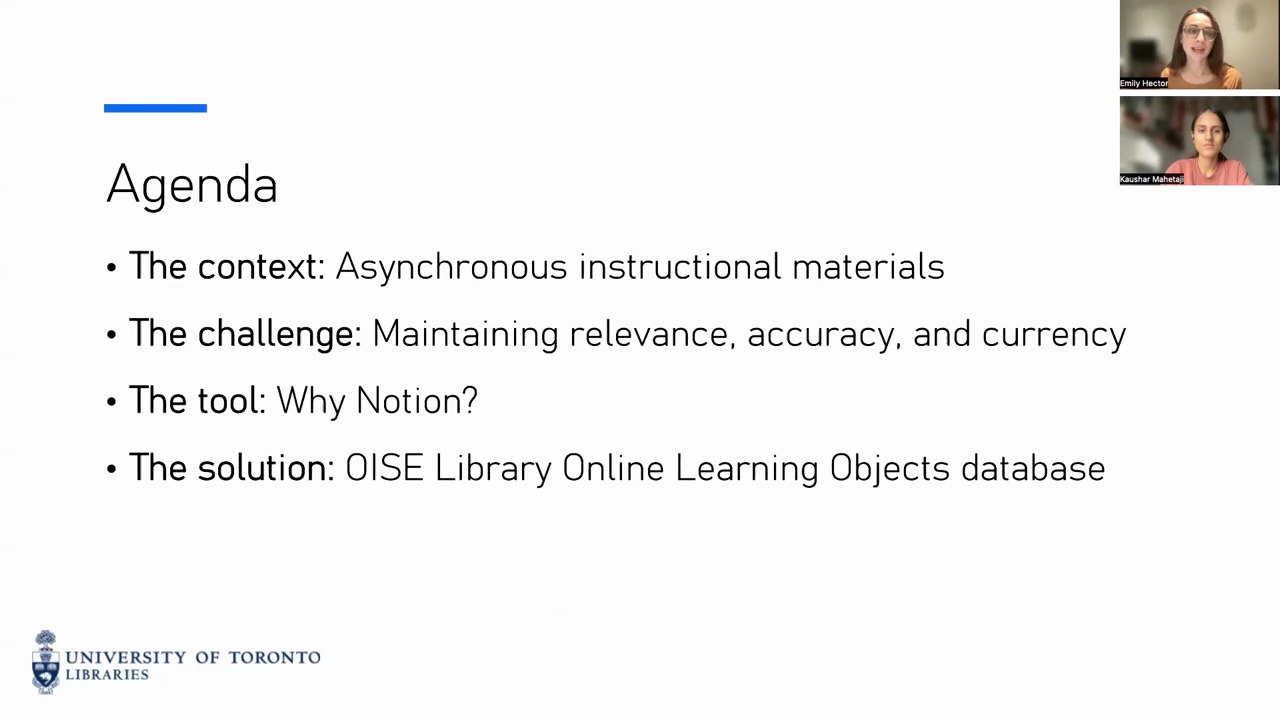 Emily Hector
Kaushar Mahetaji
Agenda
• The context: Asynchronous instructional materials
• The challenge: Maintaining relevance, accuracy, and currency
• The tool: Why Notion?
• The solution: OISE Library Online Learning Objects database
UNIVERSITY OF TORONTO
LIBRARIES